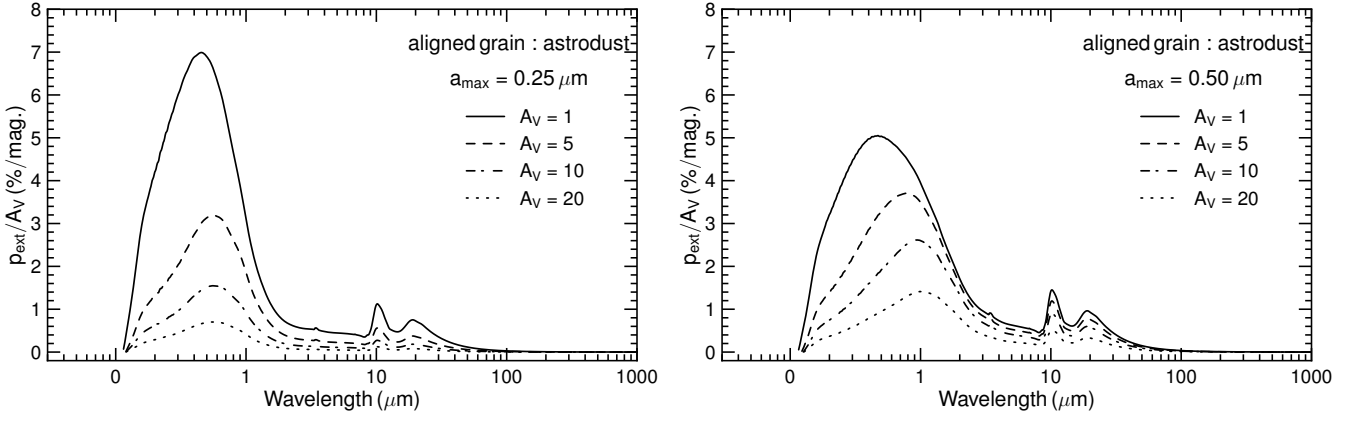 8
7
6
5
4
3
2
1
0
p_ext/A_V (%/mag.)
aligned grain : astrodust
a_max = 0.25 μm
A_V = 1
A_V = 5
A_V = 10
A_V = 20
0 1 10 100 1000
Wavelength (μm)
8
7
6
5
4
3
2
1
0
p_ext/A_V (%/mag.)
aligned grain : astrodust
a_max = 0.50 μm
A_V = 1
A_V = 5
A_V = 10
A_V = 20
0 1 10 100 1000
Wavelength (μm)